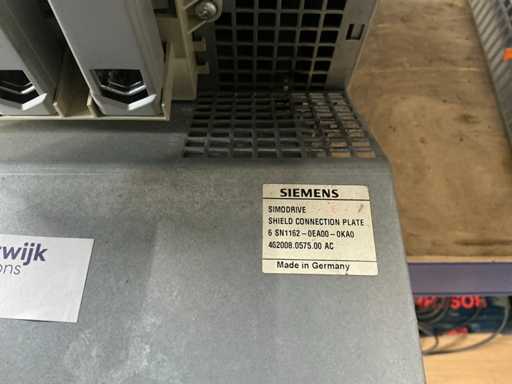 SIEMENS
SIMODRIVE
SHIELD CONNECTION PLATE
6 SN1162-0EA00-0KA0
462008.0575.00 AC
Made in Germany
wijk
ons